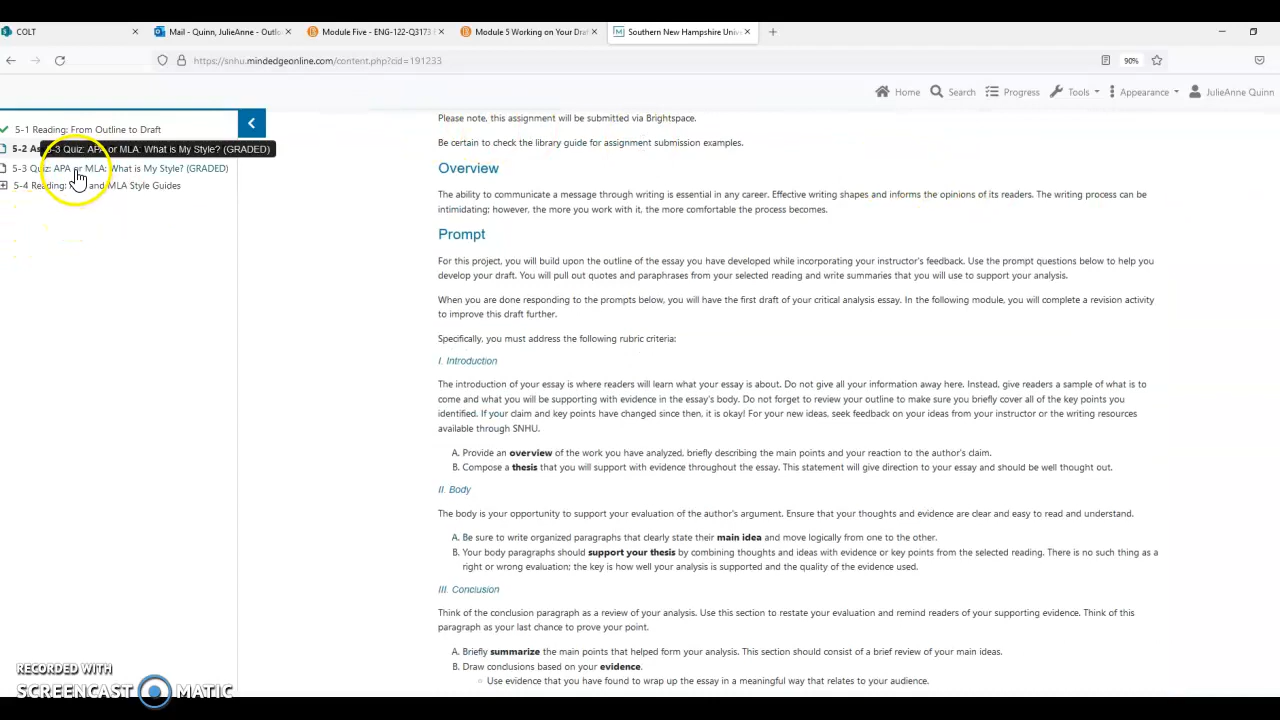 COLT
Mail - Quinn, JulieAnne - Outlo
Module Five - ENG-122-Q3173
Module 5 Working on Your Draf
Southern New Hampshire Univ
https://snhu.mindedgeonline.com/content.php?cid=191233
90%
Home
Search
Progress
Tools
Appearance
JulieAnne Quinn
5-1 Reading: From Outline to Draft
5-2 As
5-3 Quiz: APA or MLA: What is My Style? (GRADED)
5-3 Quiz: APA or MLA: What is My Style? (GRADED)
5-4 Reading: and MLA Style Guides
Please note, this assignment will be submitted via Brightspace.
Be certain to check the library guide for assignment submission examples.
Overview
The ability to communicate a message through writing is essential in any career. Effective writing shapes and informs the opinions of its readers. The writing process can be
intimidating; however, the more you work with it, the more comfortable the process becomes.
Prompt
For this project, you will build upon the outline of the essay you have developed while incorporating your instructor's feedback. Use the prompt questions below to help you
develop your draft. You will pull out quotes and paraphrases from your selected reading and write summaries that you will use to support your analysis.
When you are done responding to the prompts below, you will have the first draft of your critical analysis essay. In the following module, you will complete a revision activity
to improve this draft further.
Specifically, you must address the following rubric criteria:
I. Introduction
The introduction of your essay is where readers will learn what your essay is about. Do not give all your information away here. Instead, give readers a sample of what is to
come and what you will be supporting with evidence in the essay's body. Do not forget to review your outline to make sure you briefly cover all of the key points you
identified. If your claim and key points have changed since then, it is okay! For your new ideas, seek feedback on your ideas from your instructor or the writing resources
available through SNHU.
A. Provide an overview of the work you have analyzed, briefly describing the main points and your reaction to the author's claim.
B. Compose a thesis that you will support with evidence throughout the essay. This statement will give direction to your essay and should be well thought out.
II. Body
The body is your opportunity to support your evaluation of the author's argument. Ensure that your thoughts and evidence are clear and easy to read and understand.
A. Be sure to write organized paragraphs that clearly state their main idea and move logically from one to the other.
B. Your body paragraphs should support your thesis by combining thoughts and ideas with evidence or key points from the selected reading. There is no such thing as a
right or wrong evaluation; the key is how well your analysis is supported and the quality of the evidence used.
III. Conclusion
Think of the conclusion paragraph as a review of your analysis. Use this section to restate your evaluation and remind readers of your supporting evidence. Think of this
paragraph as your last chance to prove your point.
A. Briefly summarize the main points that helped form your analysis. This section should consist of a brief review of your main ideas.
B. Draw conclusions based on your evidence.
Use evidence that you have found to wrap up the essay in a meaningful way that relates to your audience.
RECORDED WITH
SCREENCAST MATIC